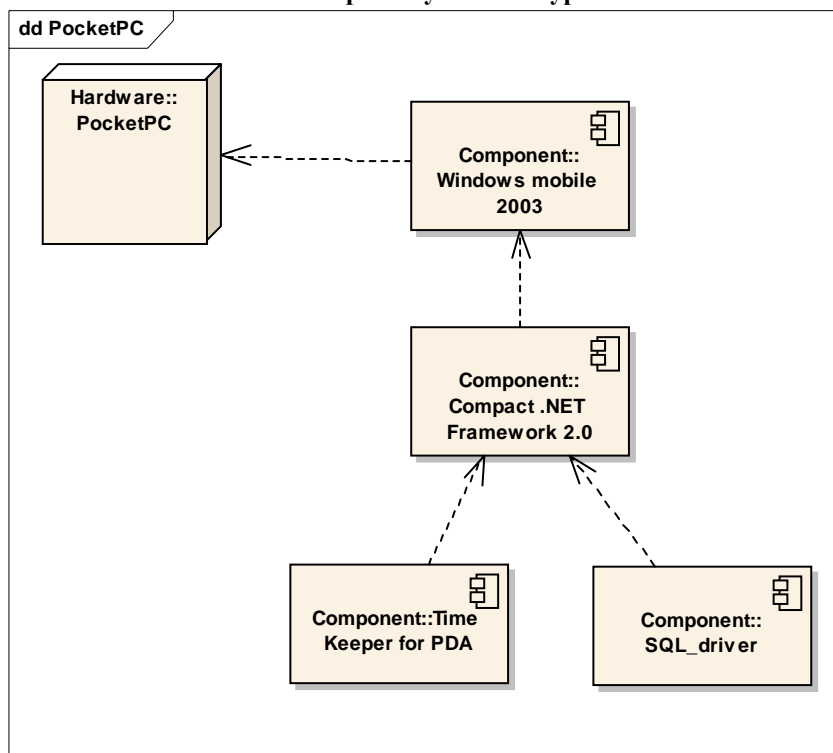 dd PocketPC
Hardware::
PocketPC
Component::
Windows mobile
2003
Component::
Compact .NET
Framework 2.0
Component::Time
Keeper for PDA
Component::
SQL_driver